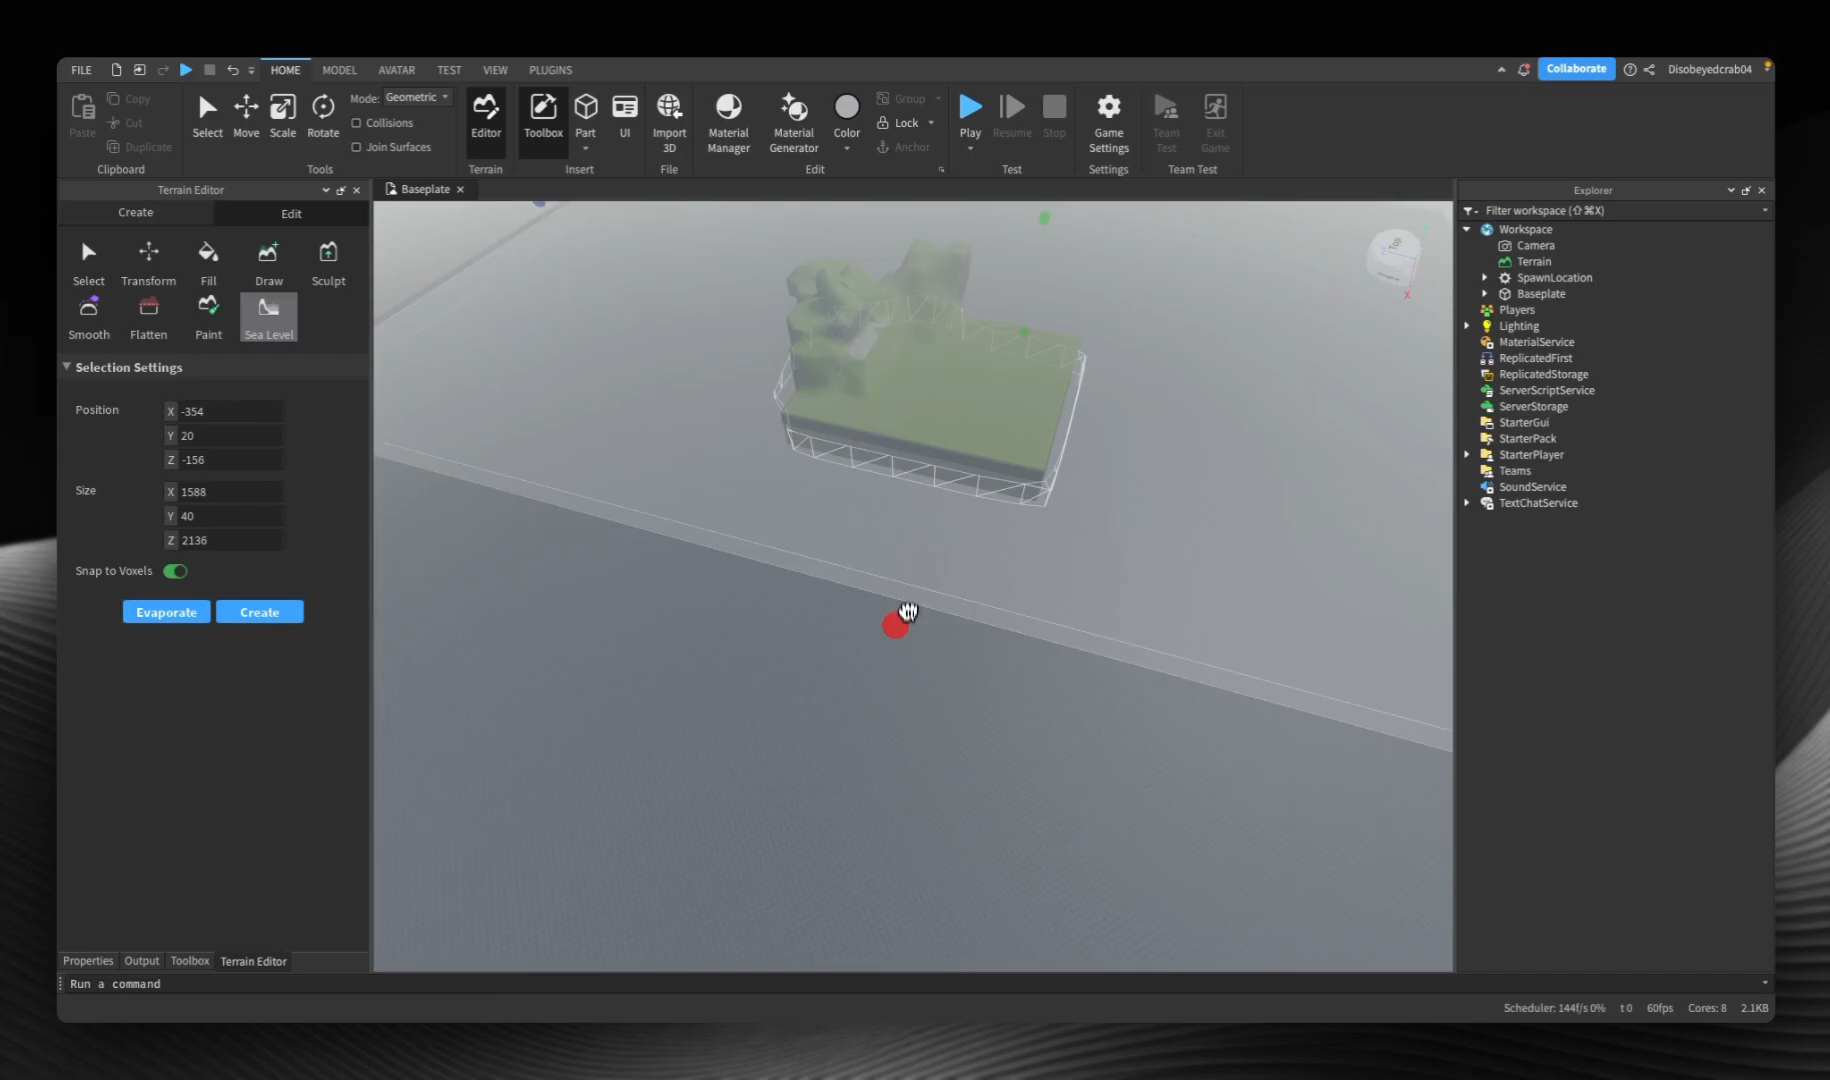 FILE HOME MODEL AVATAR TEST VIEW PLUGINS Collaborate Disobeyedcrab04
Paste Copy Cut Duplicate
Clipboard
Select Move Scale Rotate
Mode: Geometric
Collisions
Join Surfaces
Tools
Editor
Terrain
Toolbox Part UI
Insert
Import 3D
File
Material Manager
Material Generator
Color
Group
Lock
Anchor
Edit
Play Resume Stop
Test
Game Settings
Settings
Team Test
Exit Game
Team Test
Terrain Editor
Create Edit
Select Transform Fill Draw Sculpt
Smooth Flatten Paint Sea Level
Selection Settings
Position X -354
Y 20
Z -156
Size X 1588
Y 40
Z 2136
Snap to Voxels
Evaporate Create
Properties Output Toolbox Terrain Editor
Baseplate
Top
X
Explorer
Filter workspace (⇧⌘X)
Workspace
Camera
Terrain
SpawnLocation
Baseplate
Players
Lighting
MaterialService
ReplicatedFirst
ReplicatedStorage
ServerScriptService
ServerStorage
StarterGui
StarterPack
StarterPlayer
Teams
SoundService
TextChatService
Run a command
Scheduler: 144f/s 0% t 0 60fps Cores: 8 2.1KB